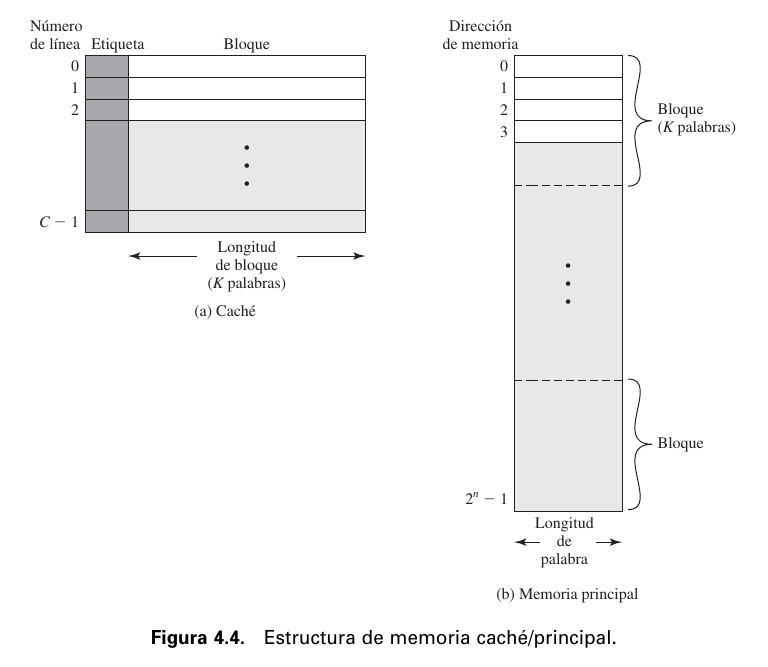 Número
de línea Etiqueta Bloque
0
1
2
C − 1
Longitud
de bloque
(K palabras)
(a) Caché
Dirección
de memoria
0
1
2
3
Bloque
(K palabras)
Bloque
2ⁿ − 1
Longitud
de
palabra
(b) Memoria principal
Figura 4.4. Estructura de memoria caché/principal.